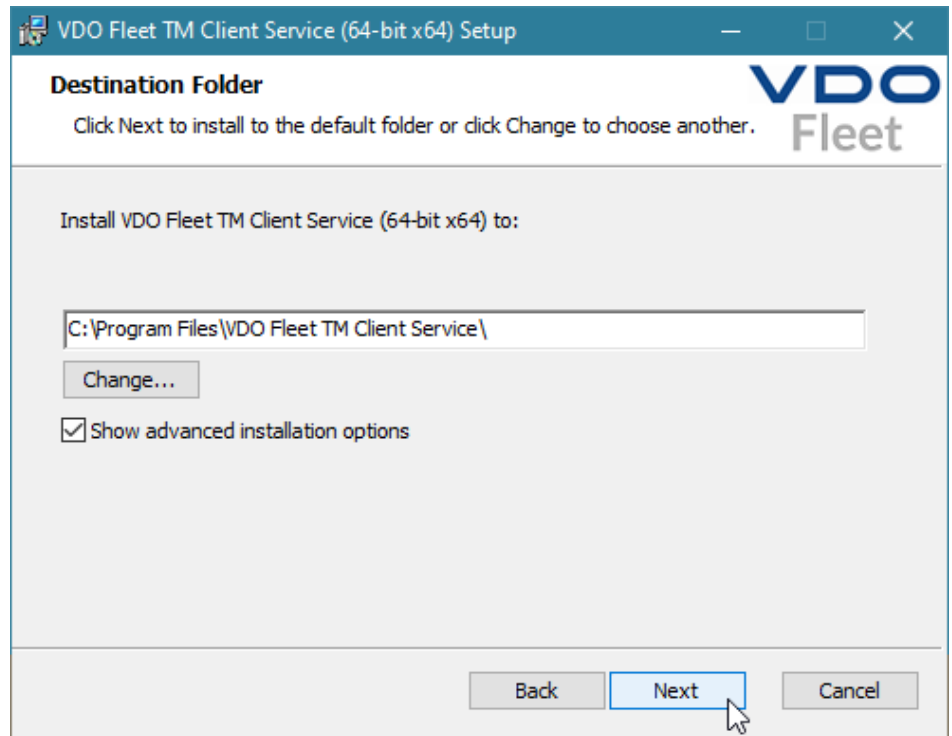 VDO Fleet TM Client Service (64-bit x64) Setup
Destination Folder
Click Next to install to the default folder or click Change to choose another.
VDO
Fleet
Install VDO Fleet TM Client Service (64-bit x64) to:
C:\Program Files\VDO Fleet TM Client Service\
Change...
Show advanced installation options
Back Next Cancel